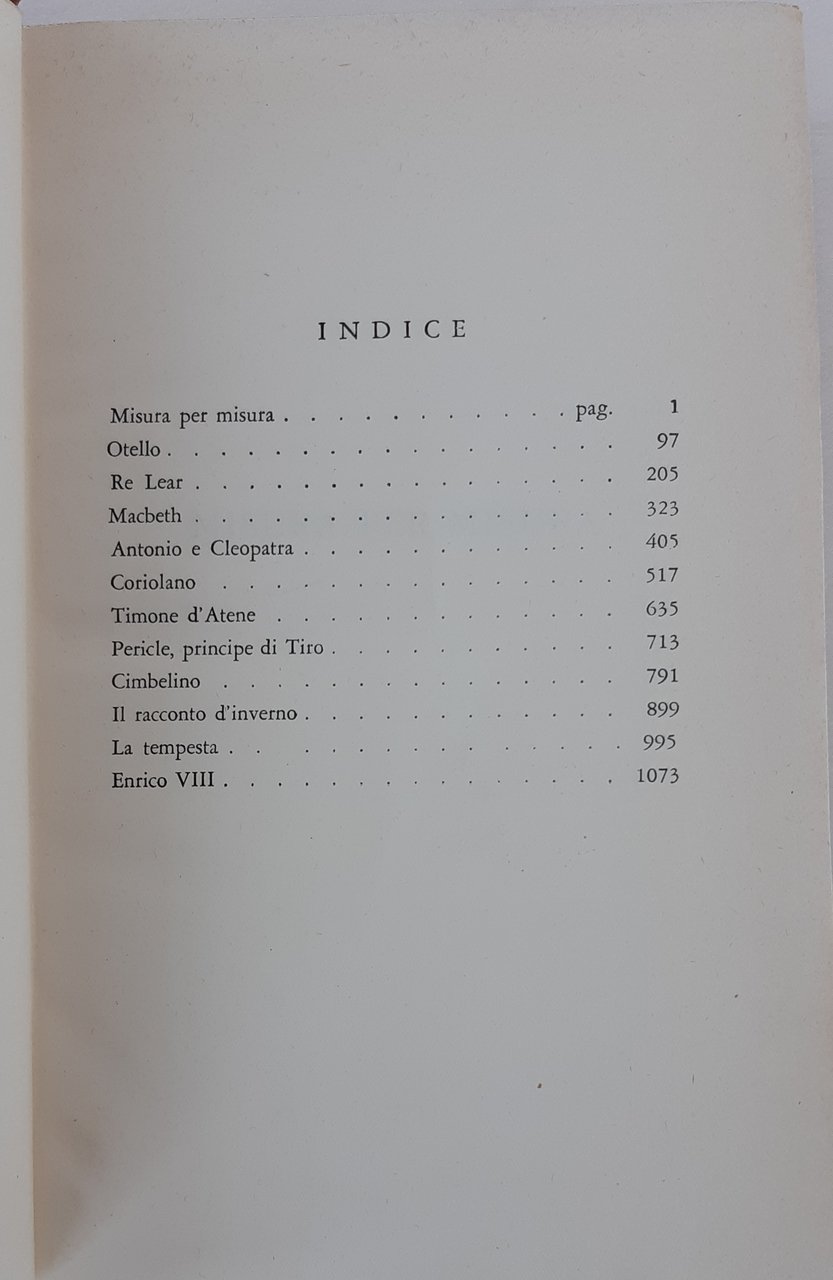 INDICE
Misura per misura . . . . . . . . . . . pag. 1
Otello . . . . . . . . . . . . . . . . . 97
Re Lear . . . . . . . . . . . . . . . . 205
Macbeth . . . . . . . . . . . . . . . . 323
Antonio e Cleopatra . . . . . . . . . . . . 405
Coriolano . . . . . . . . . . . . . . . 517
Timone d'Atene . . . . . . . . . . . . . 635
Pericle, principe di Tiro . . . . . . . . . . . 713
Cimbelino . . . . . . . . . . . . . . . 791
Il racconto d'inverno . . . . . . . . . . . . 899
La tempesta . . . . . . . . . . . . . . 995
Enrico VIII . . . . . . . . . . . . . . . 1073